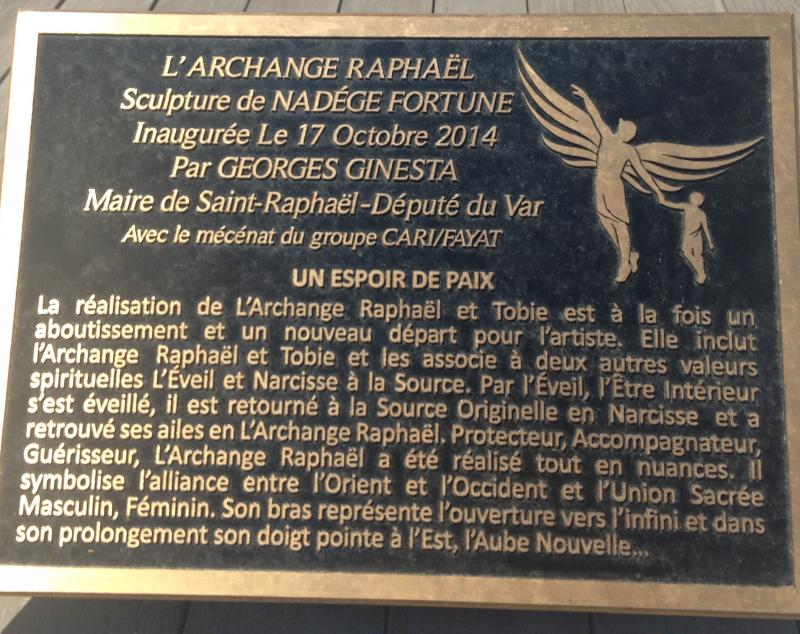 L'ARCHANGE RAPHAËL
Sculpture de NADÉGE FORTUNE
Inaugurée Le 17 Octobre 2014
Par GEORGES GINESTA
Maire de Saint-Raphaël-Député du Var
Avec le mécénat du groupe CARI/FAYAT
UN ESPOIR DE PAIX
La réalisation de L'Archange Raphaël et Tobie est à la fois un
aboutissement et un nouveau départ pour l'artiste. Elle inclut
l'Archange Raphaël et Tobie et les associe à deux autres valeurs
spirituelles L'Éveil et Narcisse à la Source. Par l'Éveil, l'Être Intérieur
s'est éveillé, il est retourné à la Source Originelle en Narcisse et a
retrouvé ses ailes en L'Archange Raphaël. Protecteur, Accompagnateur,
Guérisseur, L'Archange Raphaël a été réalisé tout en nuances. Il
symbolise l'alliance entre l'Orient et l'Occident et l'Union Sacrée
Masculin, Féminin. Son bras représente l'ouverture vers l'infini et dans
son prolongement son doigt pointe à l'Est, l'Aube Nouvelle...